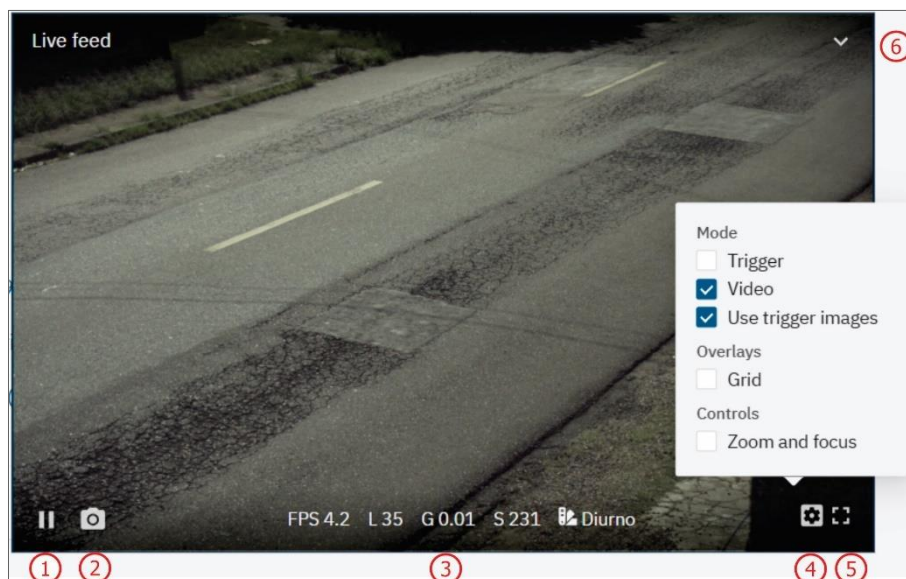 Live feed
6
Mode
Trigger
Video
Use trigger images
Overlays
Grid
Controls
Zoom and focus
FPS 4.2 L 35 G 0.01 S 231 Diurno
1 2 3 4 5